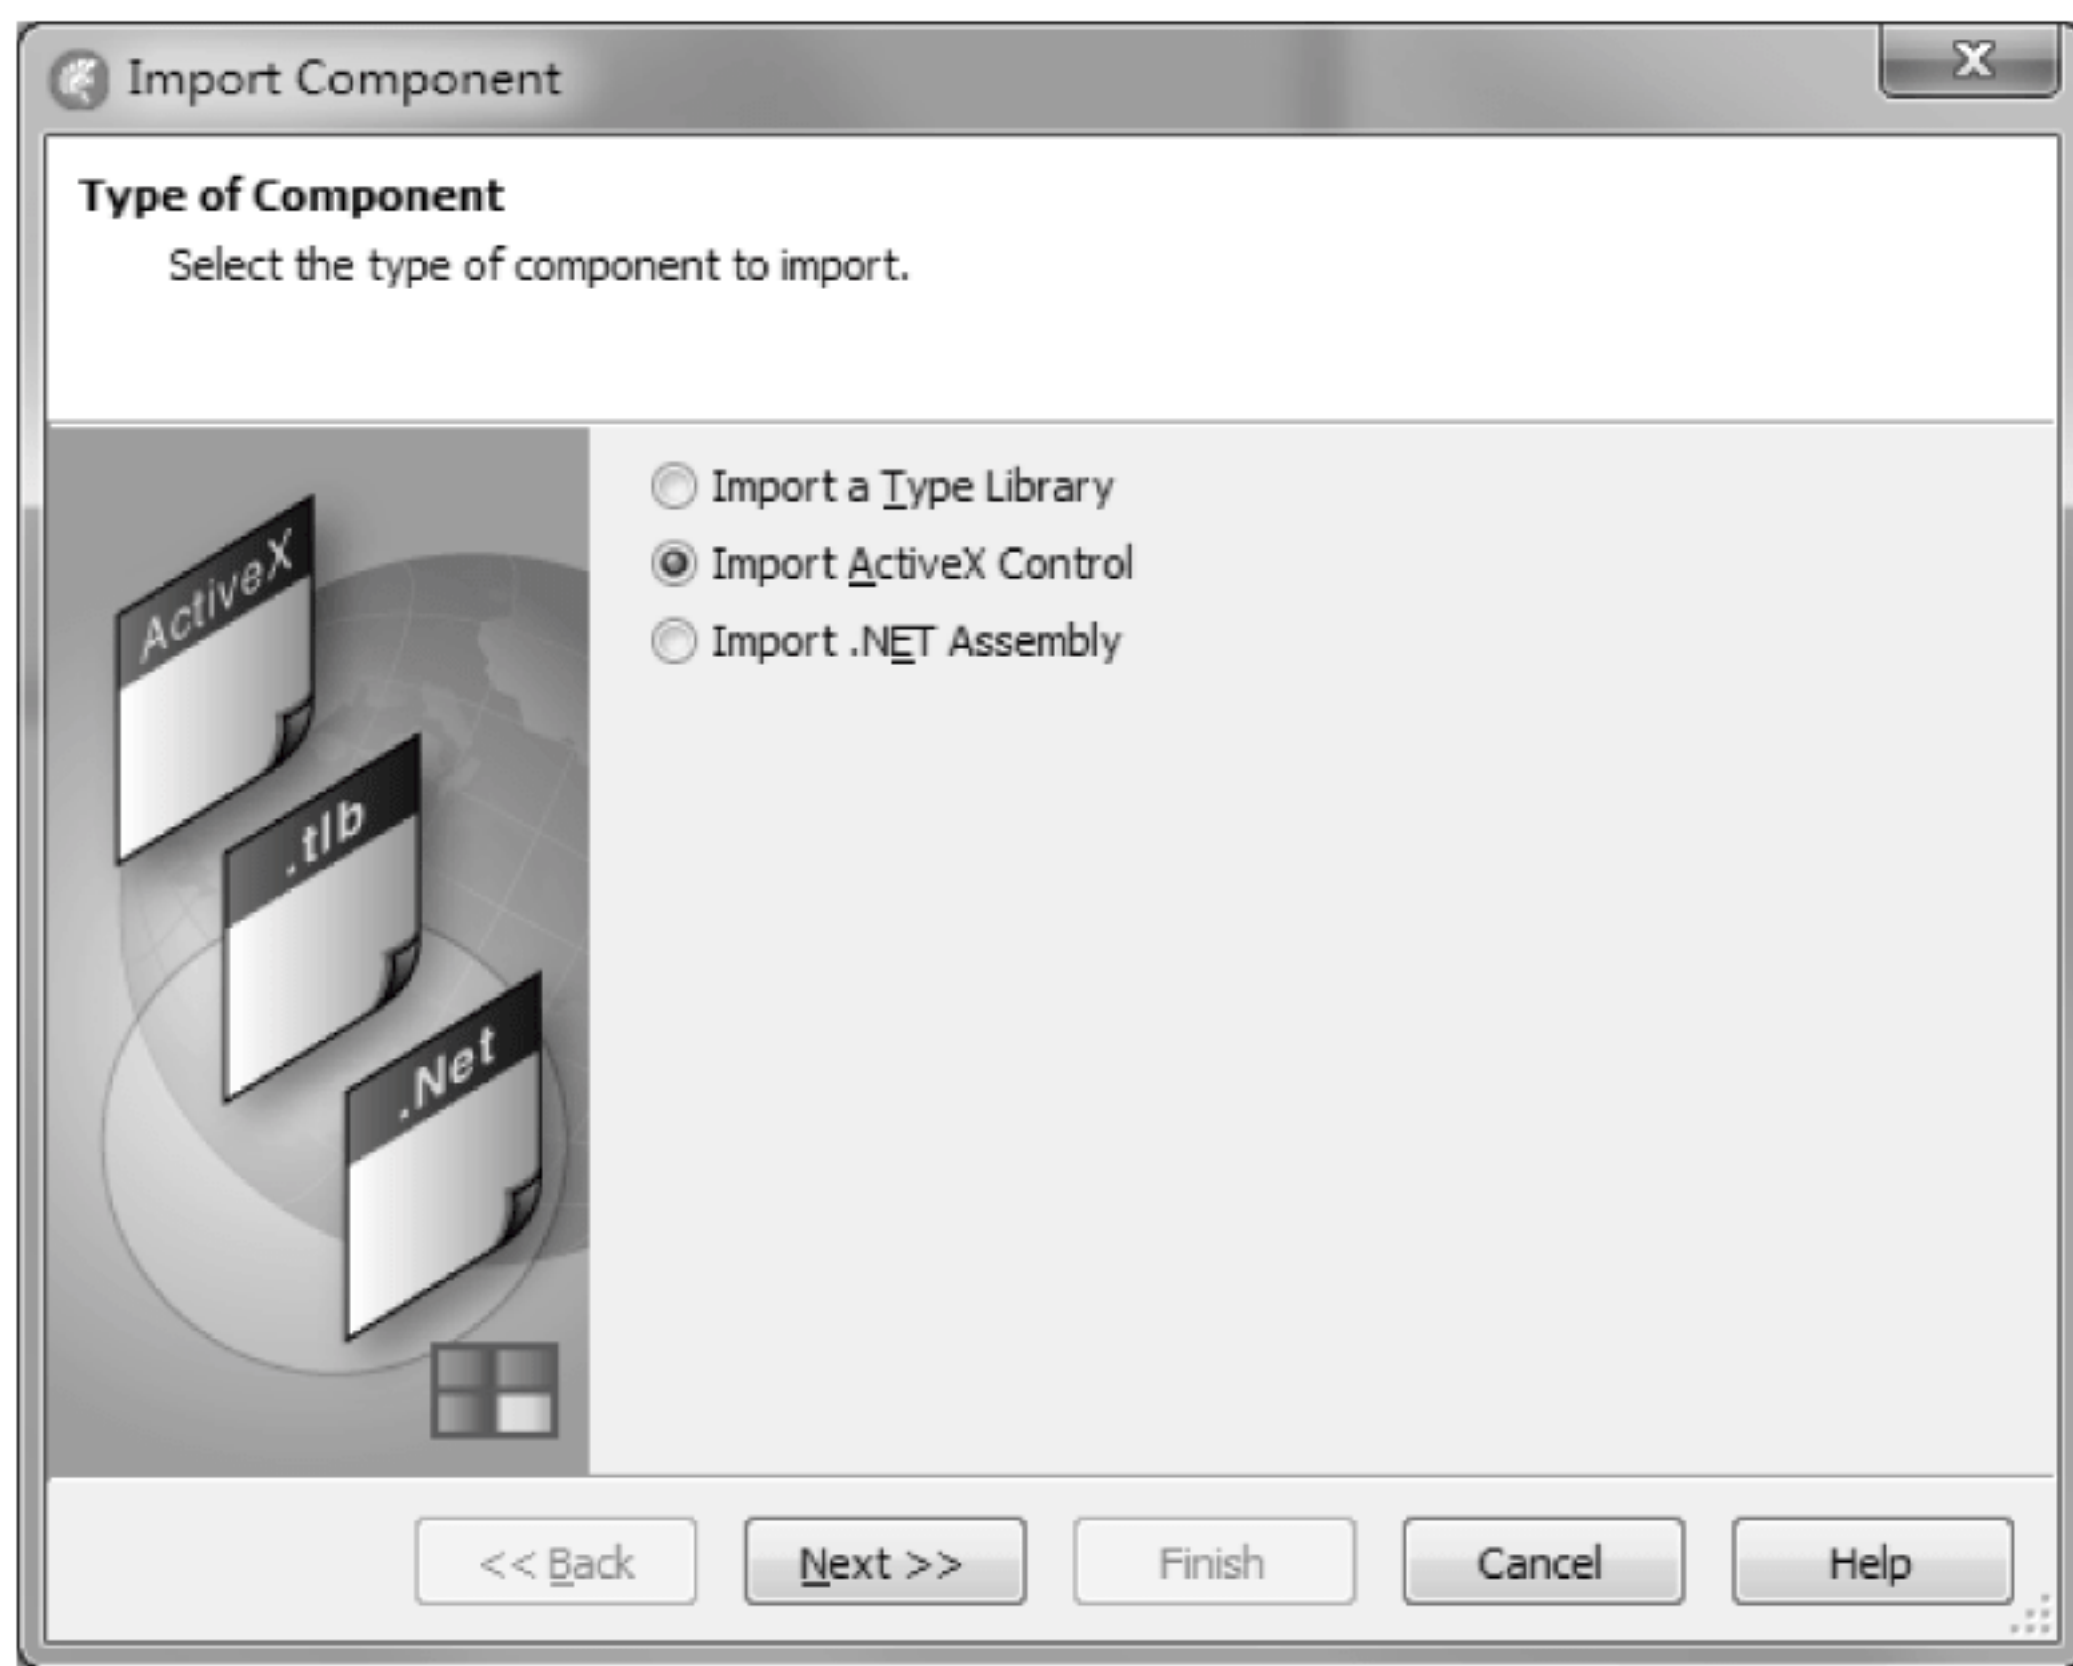 Import Component
x
Type of Component
Select the type of component to import.
Import a Type Library
Import ActiveX Control
Import .NET Assembly
ActiveX
.tlb
.Net
<< Back
Next >>
Finish
Cancel
Help